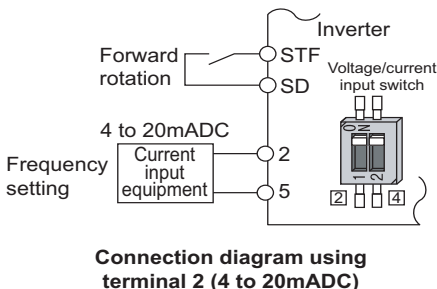 Inverter
Forward
rotation
STF
SD
Voltage/current
input switch
4 to 20mADC
Frequency
setting
Current
input
equipment
2
5
ON
1 2
2 4
Connection diagram using
terminal 2 (4 to 20mADC)